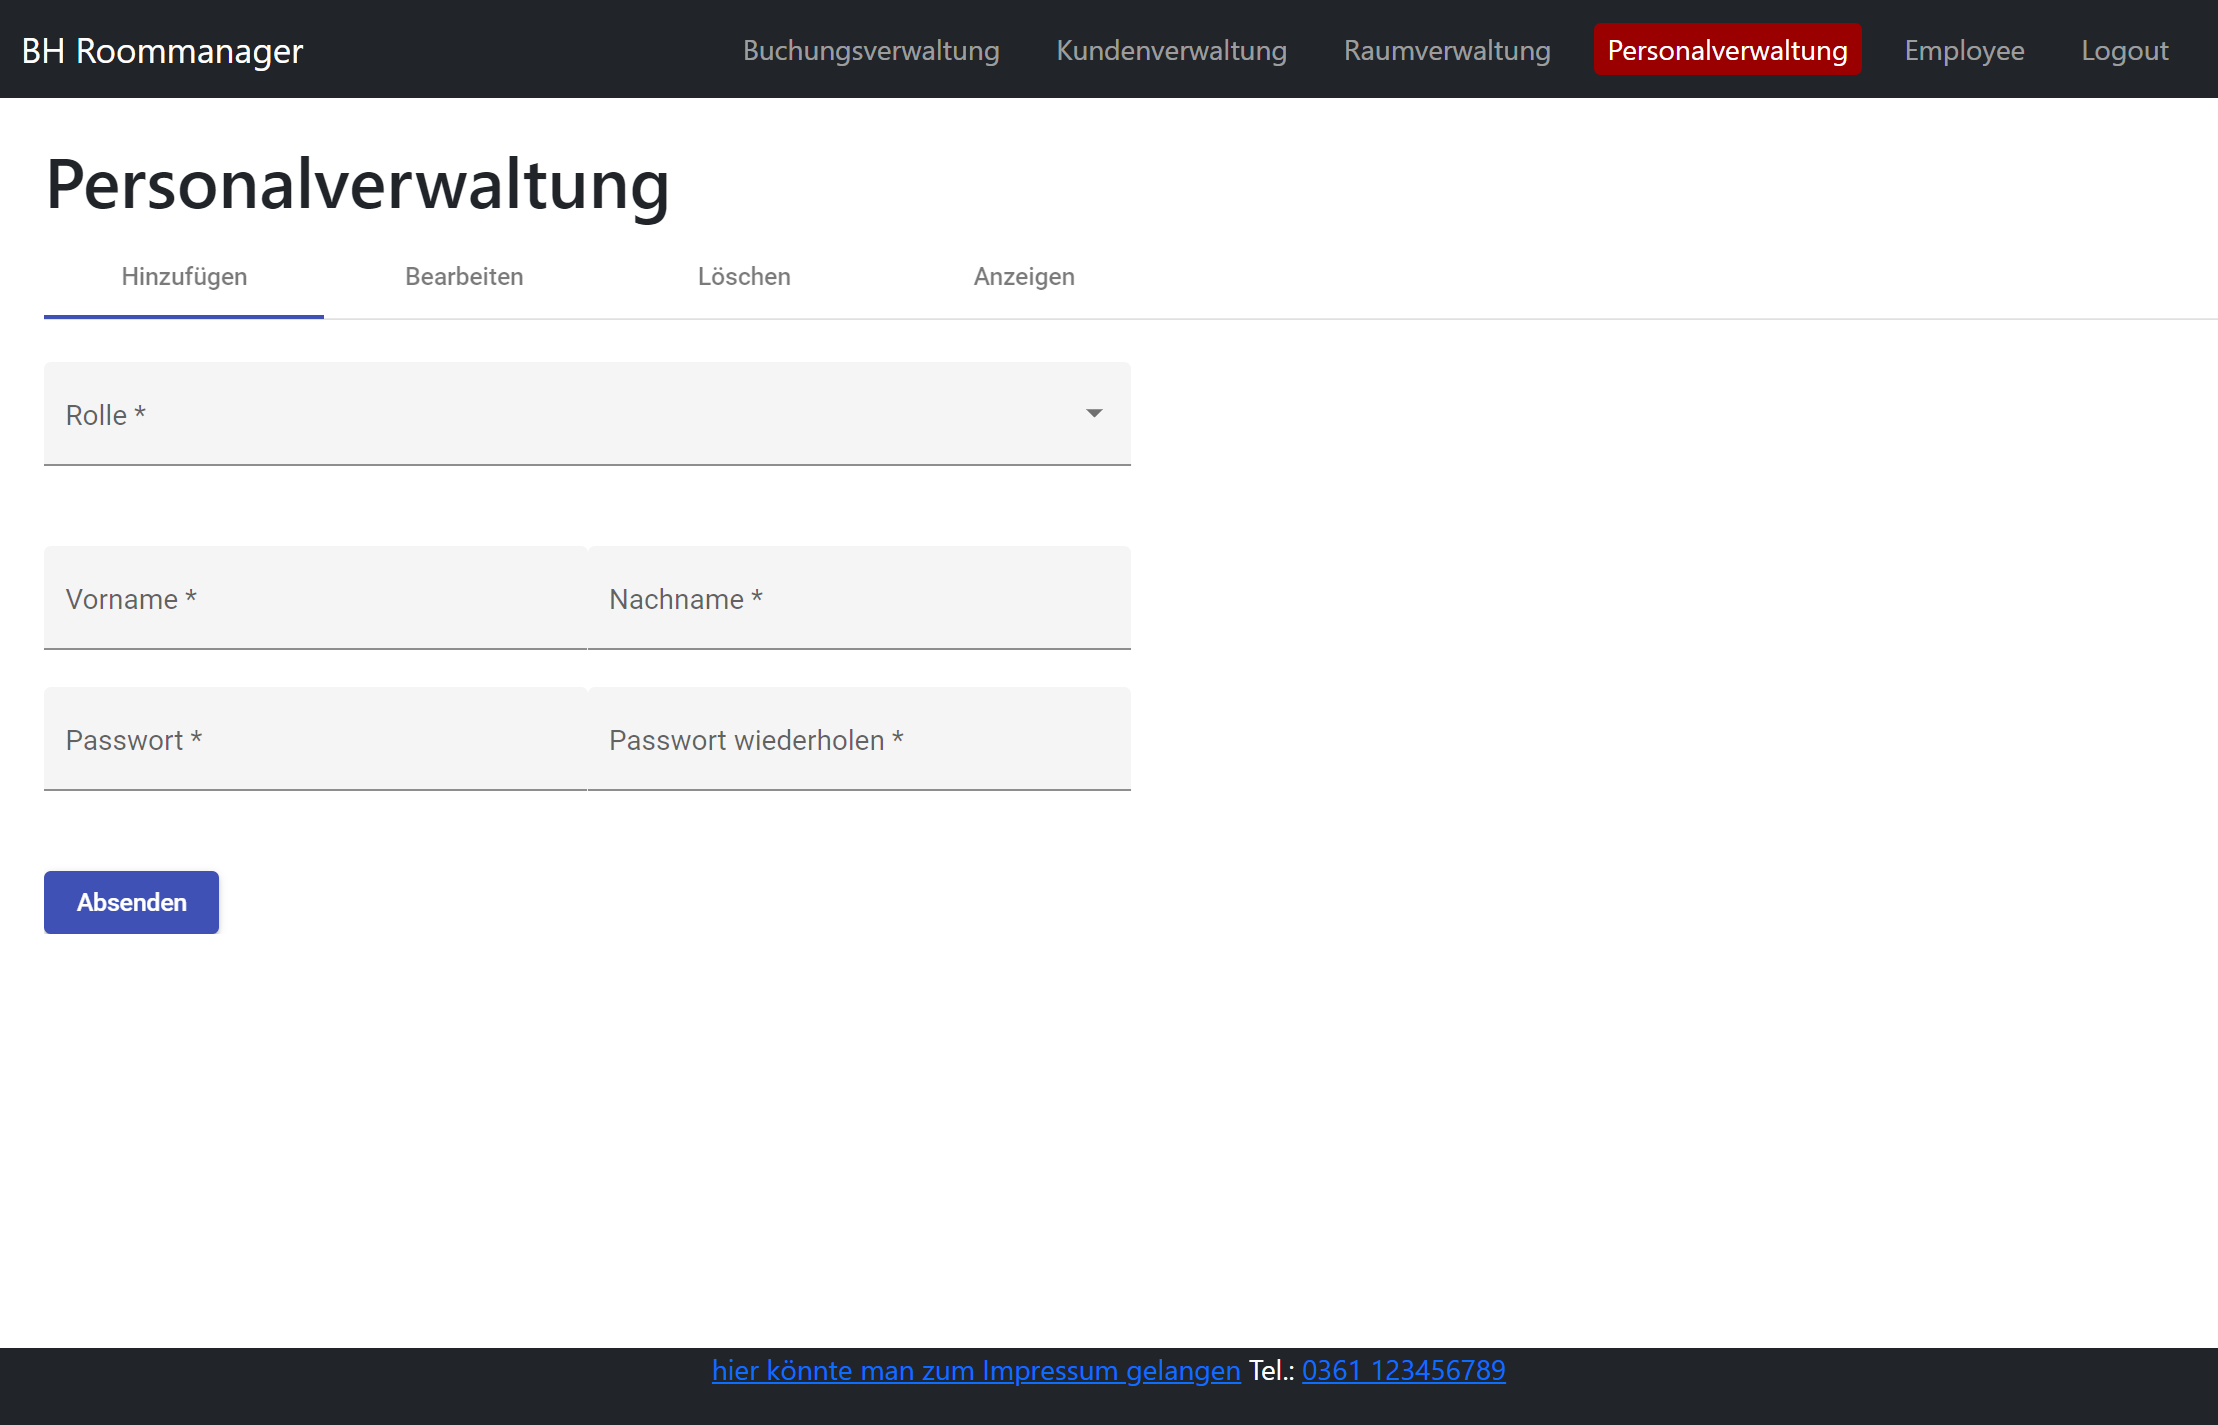 BH Roommanager Buchungsverwaltung Kundenverwaltung Raumverwaltung Personalverwaltung Employee Logout
Personalverwaltung
Hinzufügen Bearbeiten Löschen Anzeigen
Rolle *
Vorname * Nachname *
Passwort * Passwort wiederholen *
Absenden
hier könnte man zum Impressum gelangen Tel.: 0361 123456789